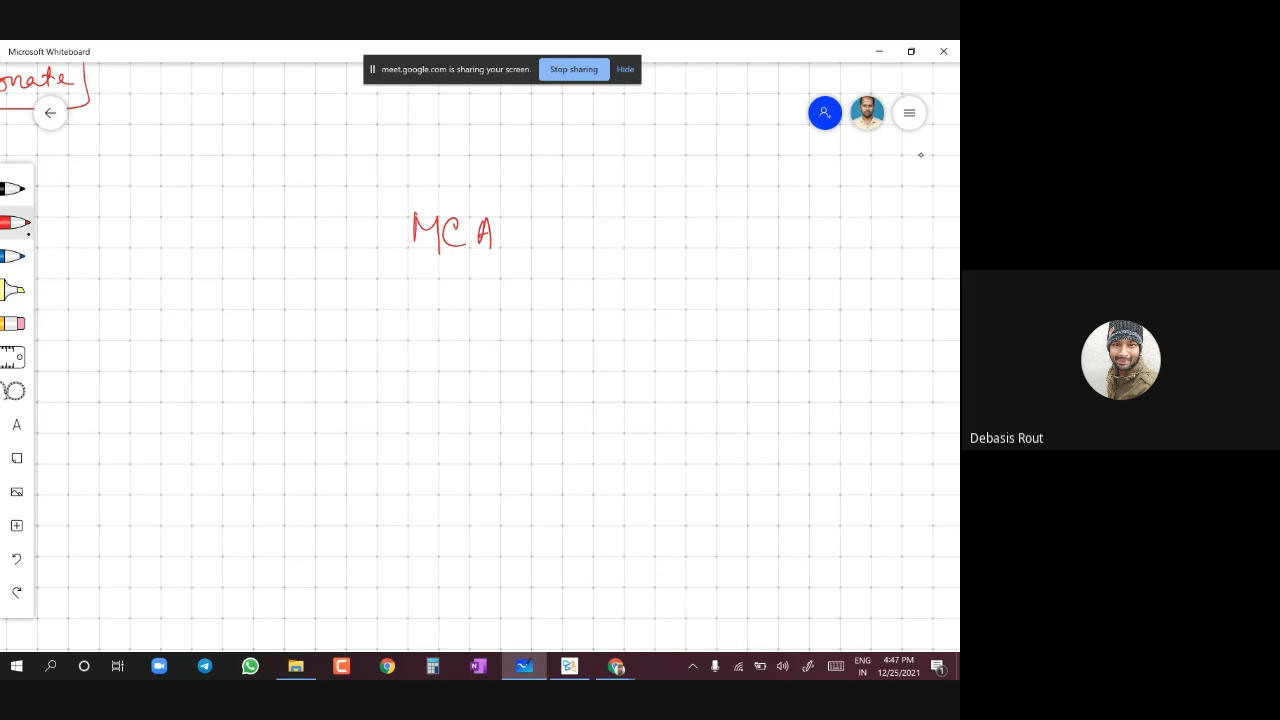 Microsoft Whiteboard
meet.google.com is sharing your screen.
Stop sharing
Hide
MCA
A
Debasis Rout
ENG
IN
4:47 PM
12/25/2021
1